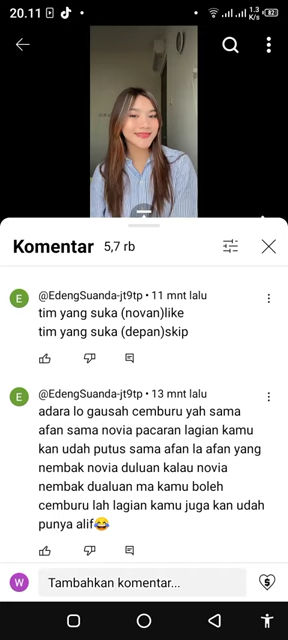 20.11
1.3
K/s
82
Komentar 5,7 rb
E
@EdengSuanda-jt9tp • 11 mnt lalu
tim yang suka (novan)like
tim yang suka (depan)skip
E
@EdengSuanda-jt9tp • 13 mnt lalu
adara lo gausah cemburu yah sama
afan sama novia pacaran lagian kamu
kan udah putus sama afan la afan yang
nembak novia duluan kalau novia
nembak dualuan ma kamu boleh
cemburu lah lagian kamu juga kan udah
punya alif😂
W
Tambahkan komentar...